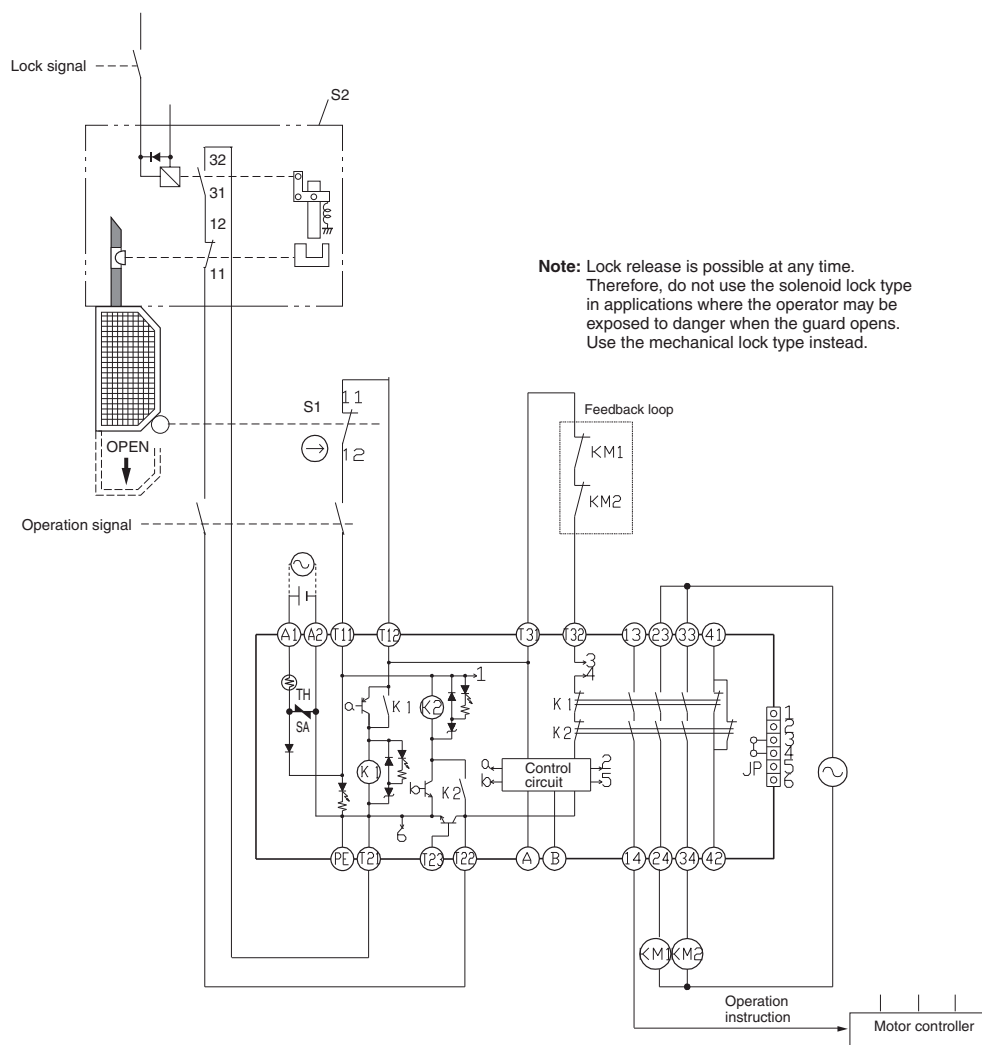 Lock signal
S2
32
31
12
11
Note: Lock release is possible at any time.
Therefore, do not use the solenoid lock type
in applications where the operator may be
exposed to danger when the guard opens.
Use the mechanical lock type instead.
S1
11
12
OPEN
Feedback loop
KM1
KM2
Operation signal
A1 A2 T11 T12 T31 T32 13 23 33 41
TH
SA
a
K1
K2
1
3
4
K1
K2
K1
b
K2
6
a
b
Control
circuit
2
5
JP
1
2
3
4
5
6
PE T21 T23 T22 A B 14 24 34 42
KM1 KM2
Operation
instruction
Motor controller